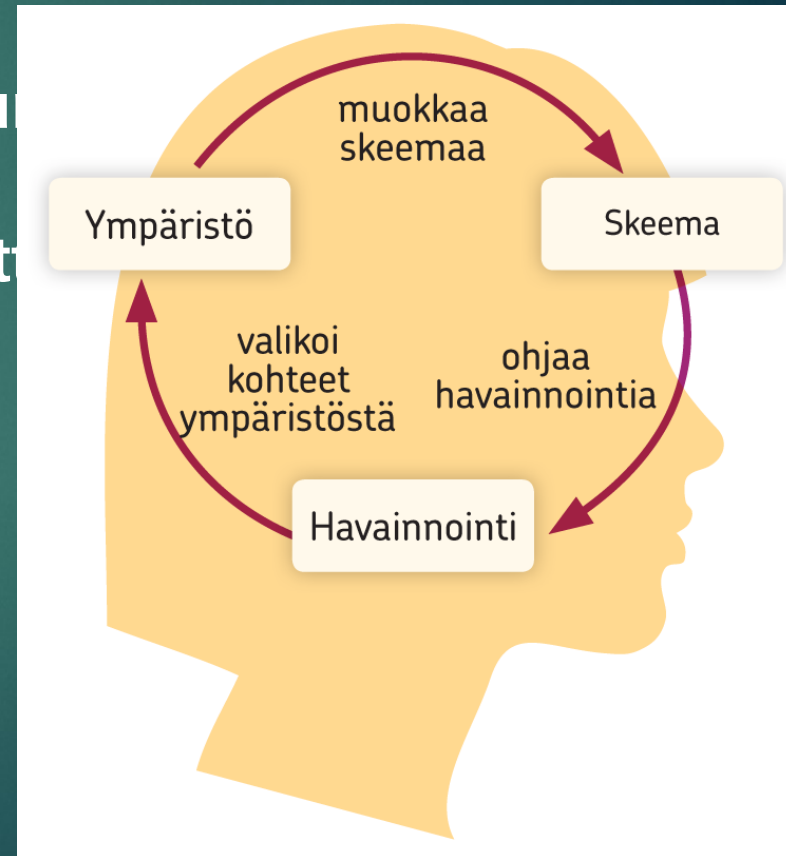 muokkaa
skeemaa
Ympäristö
Skeema
valikoi
kohteet
ympäristöstä
ohjaa
havainnointia
Havainnointi